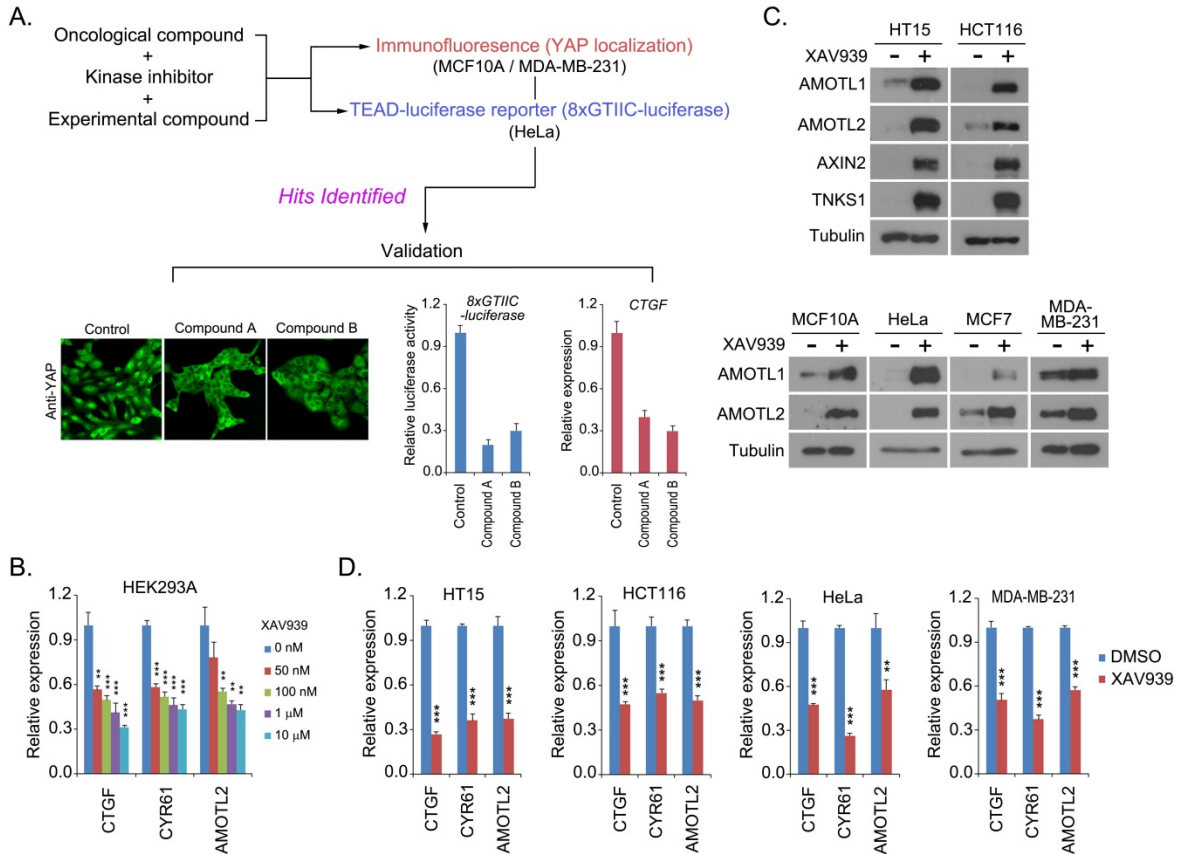 A.
Oncological compound
+
Kinase inhibitor
+
Experimental compound
Immunofluoresence (YAP localization)
(MCF10A / MDA-MB-231)
TEAD-luciferase reporter (8xGTIIC-luciferase)
(HeLa)
Hits Identified
Validation
Control
Compound A
Compound B
Anti-YAP
8xGTIIC
-luciferase
Relative luciferase activity
1.2
0.9
0.6
0.3
0.0
Control
Compound A
Compound B
CTGF
Relative expression
1.2
0.9
0.6
0.3
0.0
Control
Compound A
Compound B
C.
HT15 HCT116
XAV939 - + - +
AMOTL1
AMOTL2
AXIN2
TNKS1
Tubulin
MCF10A HeLa MCF7 MDA-
MB-231
XAV939 - + - + - + - +
AMOTL1
AMOTL2
Tubulin
B.
HEK293A
Relative expression
1.2
0.9
0.6
0.3
0.0
** *** *** ***
*** *** *** ***
** ** **
CTGF
CYR61
AMOTL2
XAV939
0 nM
50 nM
100 nM
1 µM
10 µM
D.
HT15
Relative expression
1.2
0.9
0.6
0.3
0.0
*** *** ***
CTGF
CYR61
AMOTL2
HCT116
Relative expression
1.2
0.9
0.6
0.3
0.0
*** *** ***
CTGF
CYR61
AMOTL2
HeLa
Relative expression
1.2
0.9
0.6
0.3
0.0
*** *** **
CTGF
CYR61
AMOTL2
MDA-MB-231
Relative expression
1.2
0.9
0.6
0.3
0.0
*** *** ***
CTGF
CYR61
AMOTL2
DMSO
XAV939